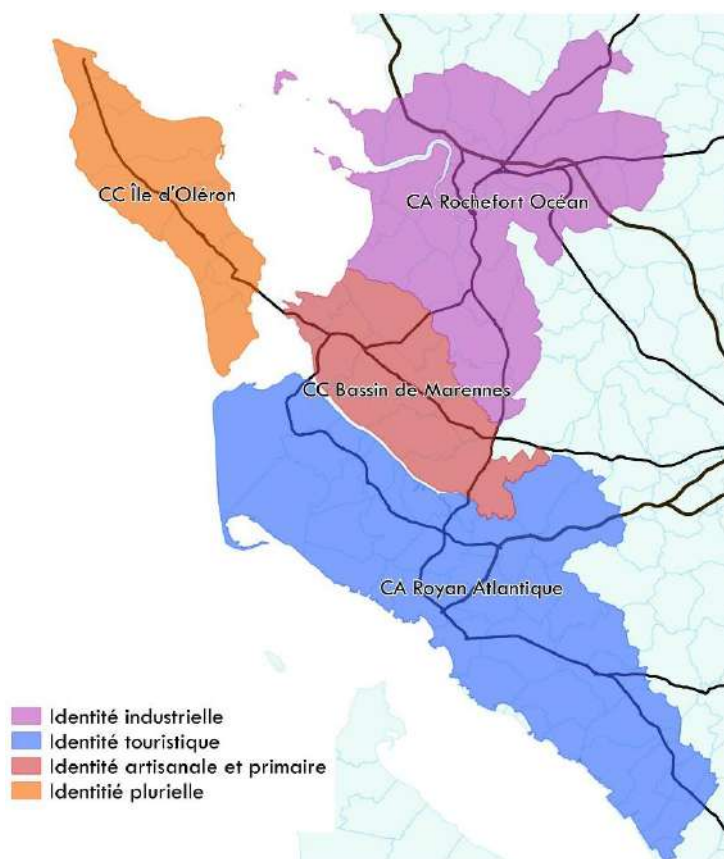 CC Île d'Oléron
CA Rochefort Océan
CC Bassin de Marennes
CA Royan Atlantique
Identité industrielle
Identité touristique
Identité artisanale et primaire
Identitié plurielle